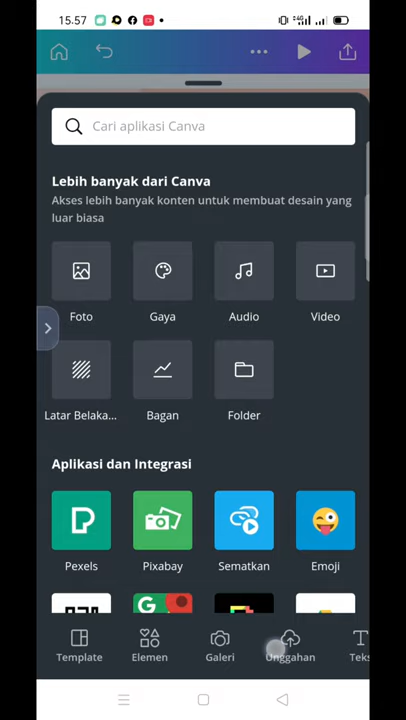 15.57
Cari aplikasi Canva
Lebih banyak dari Canva
Akses lebih banyak konten untuk membuat desain yang
luar biasa
Foto Gaya Audio Video
Latar Belaka... Bagan Folder
Aplikasi dan Integrasi
Pexels Pixabay Sematkan Emoji
Template Elemen Galeri Unggahan Teks